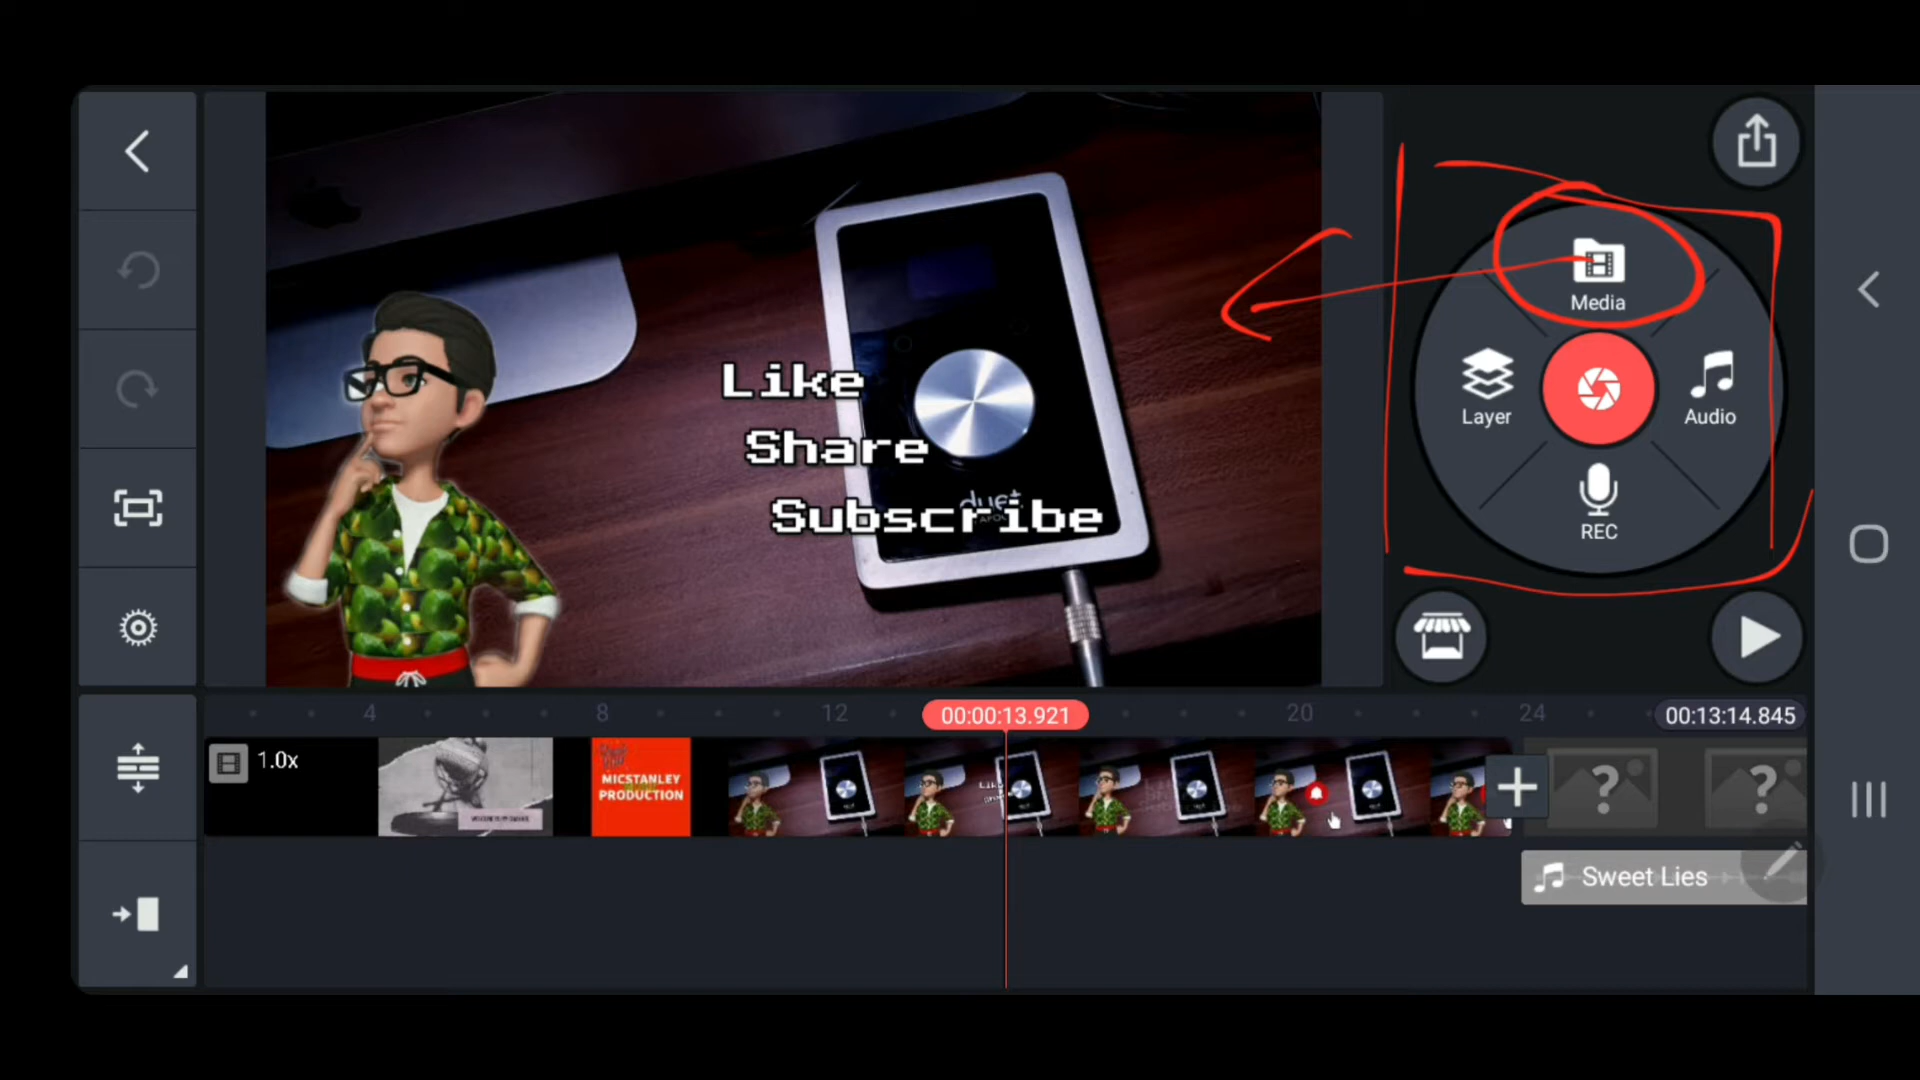 Media
Layer
Audio
REC
Like
Share
duet
Subscribe
4
8
12
00:00:13.921
20
24
00:13:14.845
1.0x
MICSTANLEY
PRODUCTION
Sweet Lies